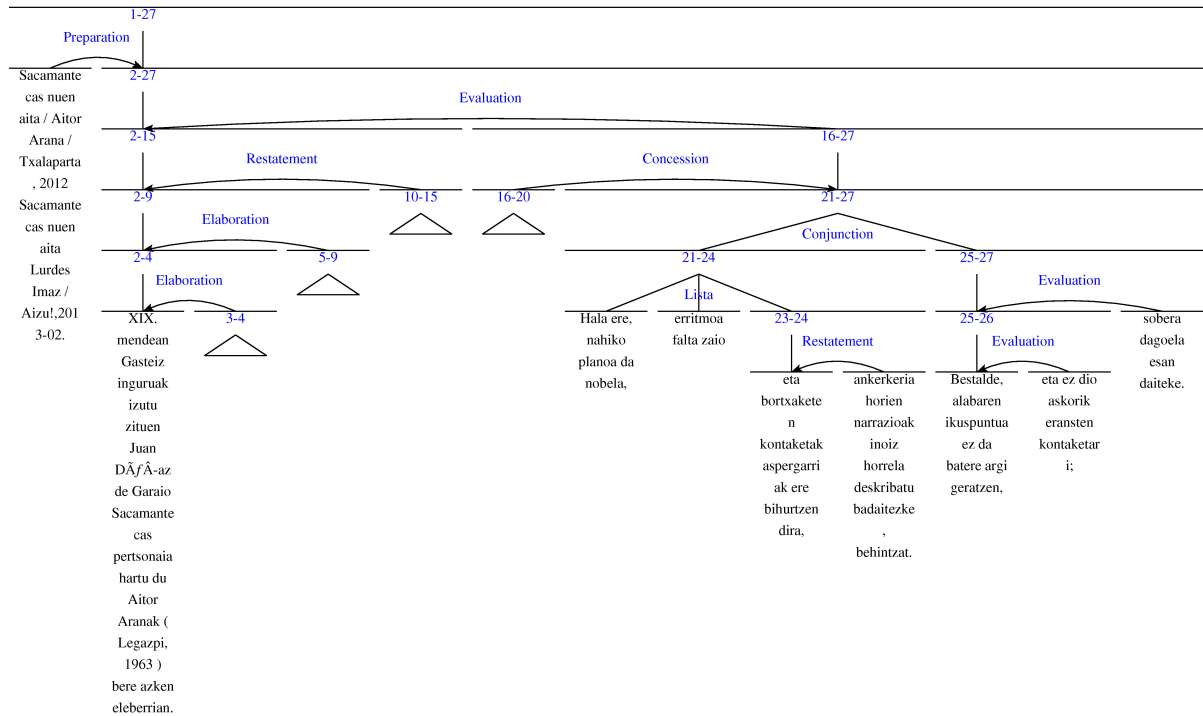 1-27
Preparation
Sacamante
cas nuen
aita / Aitor
Arana /
Txalaparta
, 2012
Sacamante
cas nuen
aita
Lurdes
Imaz /
Aizu!,201
3-02.
2-27
Evaluation
2-15
16-27
Restatement
Concession
2-9
10-15
16-20
21-27
Elaboration
Conjunction
2-4
5-9
21-24
25-27
Elaboration
Lista
Evaluation
XIX.
mendean
Gasteiz
inguruak
izutu
zituen
Juan
DÃƒÂ-az
de Garaio
Sacamante
cas
pertsonaia
hartu du
Aitor
Aranak (
Legazpi,
1963 )
bere azken
eleberrian.
3-4
Hala ere,
nahiko
planoa da
nobela,
erritmoa
falta zaio
23-24
Restatement
eta
bortxakete
n
kontaketak
aspergarri
ak ere
bihurtzen
dira,
ankerkeria
horien
narrazioak
inoiz
horrela
deskribatu
badaitezke
,
behintzat.
25-26
Evaluation
Bestalde,
alabaren
ikuspuntua
ez da
batere argi
geratzen,
eta ez dio
askorik
eransten
kontaketar
i;
sobera
dagoela
esan
daiteke.